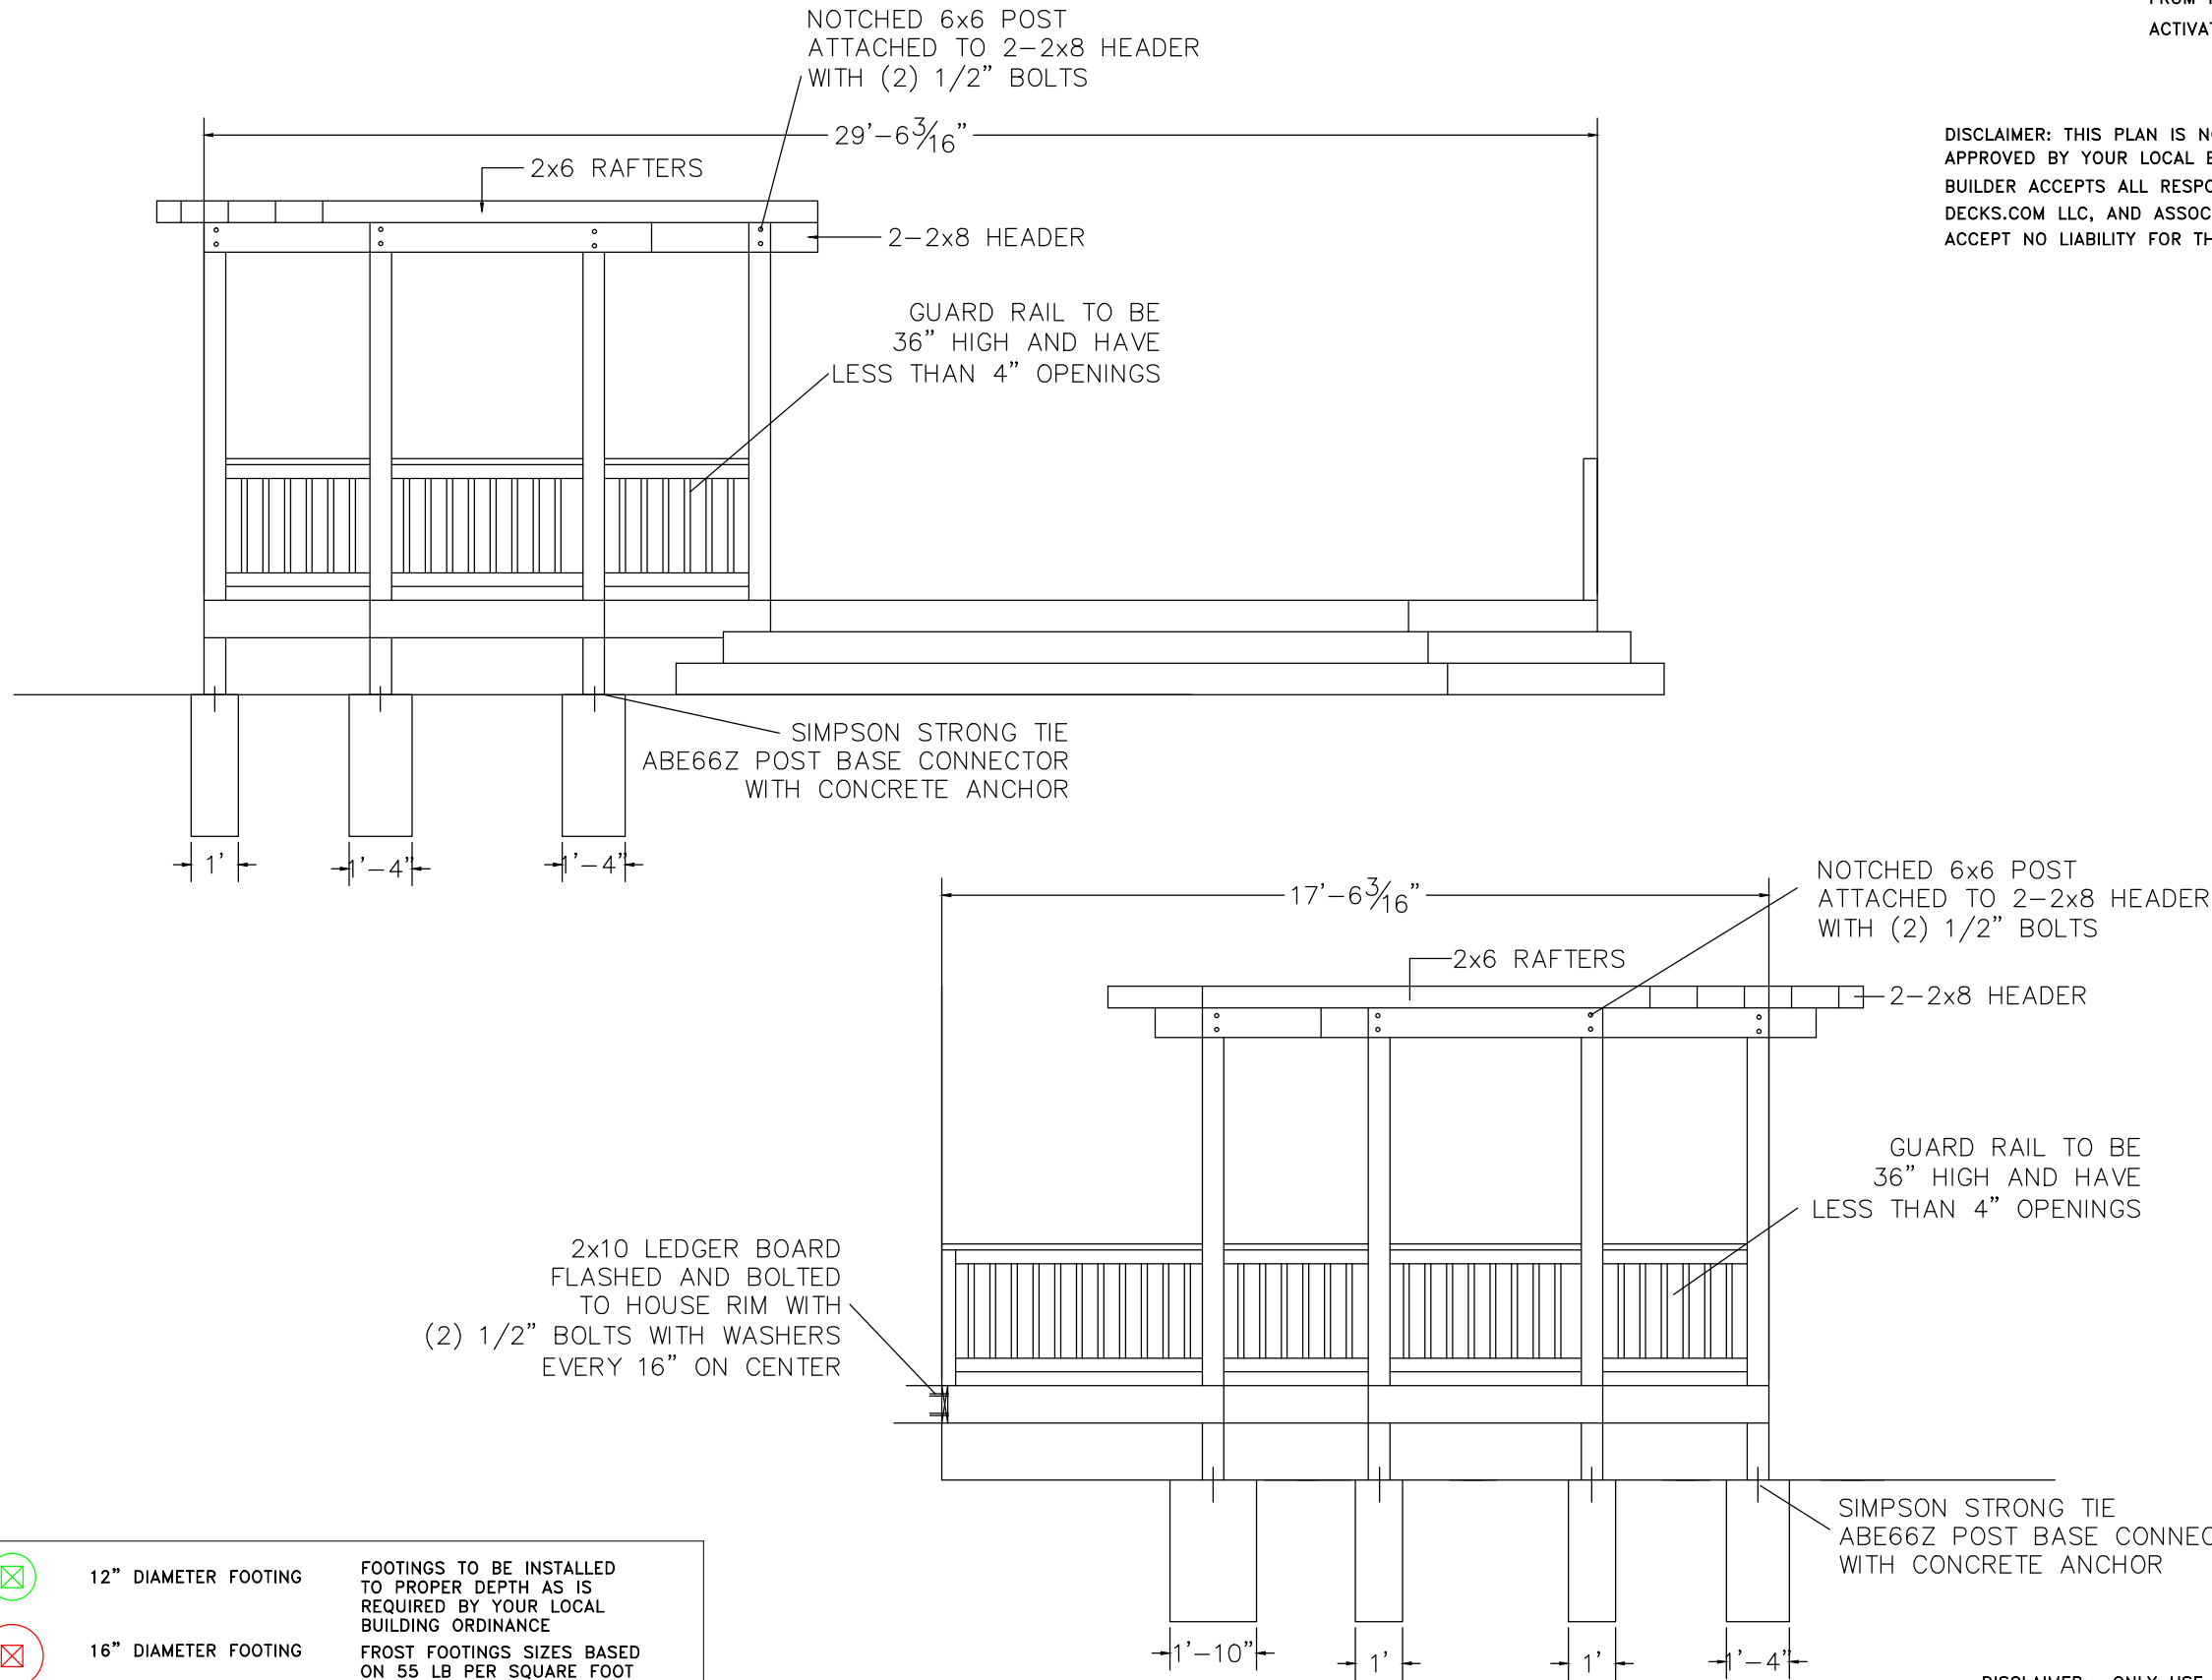 NOTCHED 6x6 POST
ATTACHED TO 2-2x8 HEADER
WITH (2) 1/2" BOLTS
ACTIVAT
29'-6 3/16"
2x6 RAFTERS
2-2x8 HEADER
GUARD RAIL TO BE
36" HIGH AND HAVE
LESS THAN 4" OPENINGS
DISCLAIMER: THIS PLAN IS N
APPROVED BY YOUR LOCAL
BUILDER ACCEPTS ALL RESPO
DECKS.COM LLC, AND ASSOC
ACCEPT NO LIABILITY FOR TH
SIMPSON STRONG TIE
ABE66Z POST BASE CONNECTOR
WITH CONCRETE ANCHOR
1'
1'-4"
1'-4"
17'-6 3/16"
NOTCHED 6x6 POST
ATTACHED TO 2-2x8 HEADER
WITH (2) 1/2" BOLTS
2x6 RAFTERS
2-2x8 HEADER
GUARD RAIL TO BE
36" HIGH AND HAVE
LESS THAN 4" OPENINGS
2x10 LEDGER BOARD
FLASHED AND BOLTED
TO HOUSE RIM WITH
(2) 1/2" BOLTS WITH WASHERS
EVERY 16" ON CENTER
SIMPSON STRONG TIE
ABE66Z POST BASE CONNEC
WITH CONCRETE ANCHOR
1'-10"
1'
1'
1'-4"
12" DIAMETER FOOTING
FOOTINGS TO BE INSTALLED
TO PROPER DEPTH AS IS
REQUIRED BY YOUR LOCAL
BUILDING ORDINANCE
16" DIAMETER FOOTING
FROST FOOTINGS SIZES BASED
ON 55 LB PER SQUARE FOOT